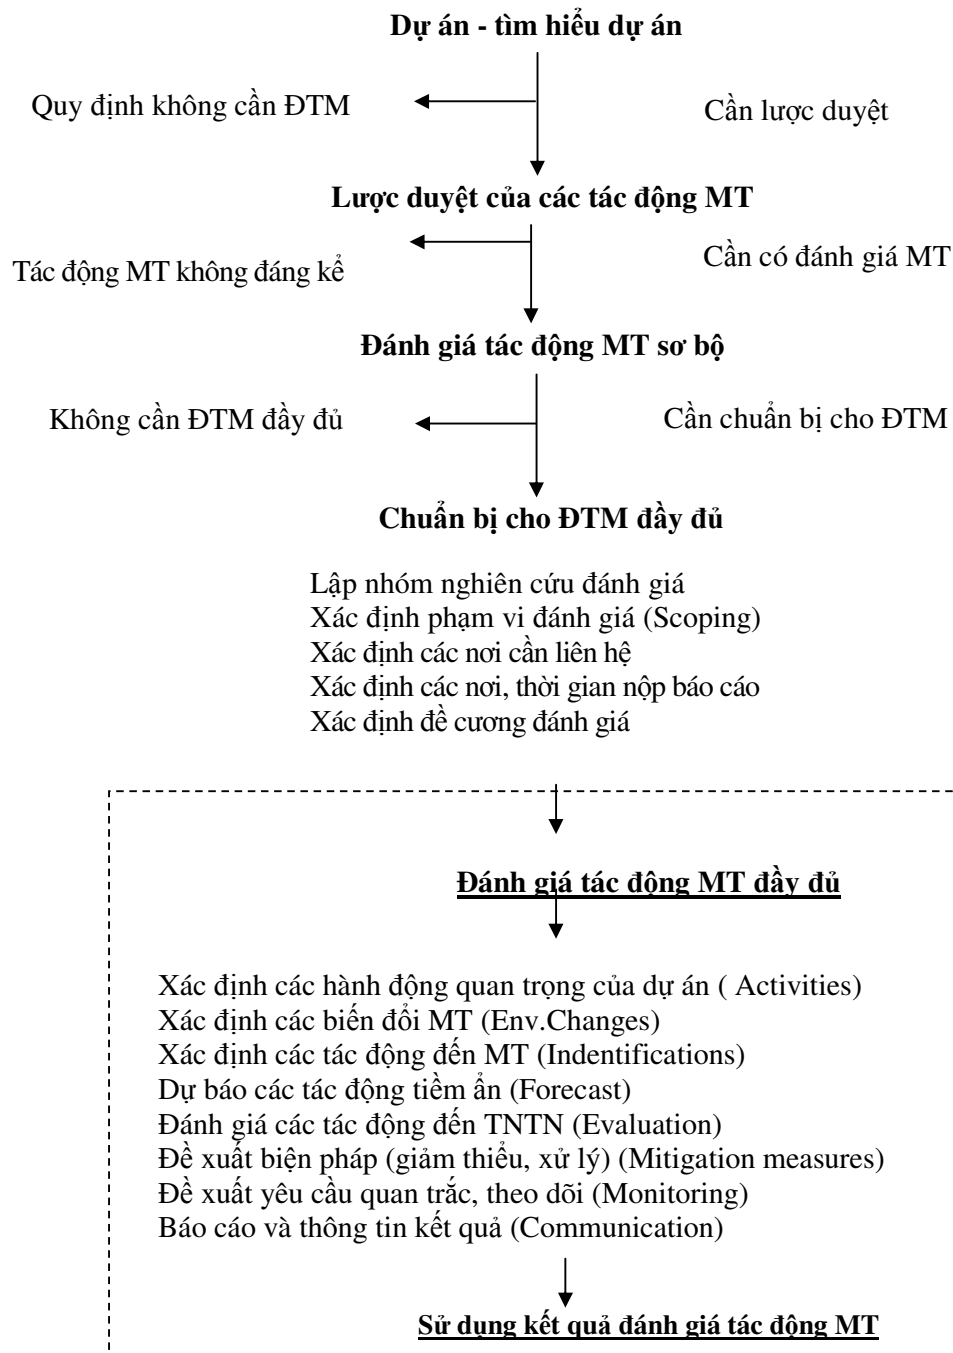 Dự án - tìm hiểu dự án
Quy định không cần ĐTM
Cần lược duyệt
Lược duyệt của các tác động MT
Tác động MT không đáng kể
Cần có đánh giá MT
Đánh giá tác động MT sơ bộ
Không cần ĐTM đầy đủ
Cần chuẩn bị cho ĐTM
Chuẩn bị cho ĐTM đầy đủ
Lập nhóm nghiên cứu đánh giá
Xác định phạm vi đánh giá (Scoping)
Xác định các nơi cần liên hệ
Xác định các nơi, thời gian nộp báo cáo
Xác định đề cương đánh giá
Đánh giá tác động MT đầy đủ
Xác định các hành động quan trọng của dự án ( Activities)
Xác định các biến đổi MT (Env.Changes)
Xác định các tác động đến MT (Indentifications)
Dự báo các tác động tiềm ẩn (Forecast)
Đánh giá các tác động đến TNTN (Evaluation)
Đề xuất biện pháp (giảm thiểu, xử lý) (Mitigation measures)
Đề xuất yêu cầu quan trắc, theo dõi (Monitoring)
Báo cáo và thông tin kết quả (Communication)
Sử dụng kết quả đánh giá tác động MT